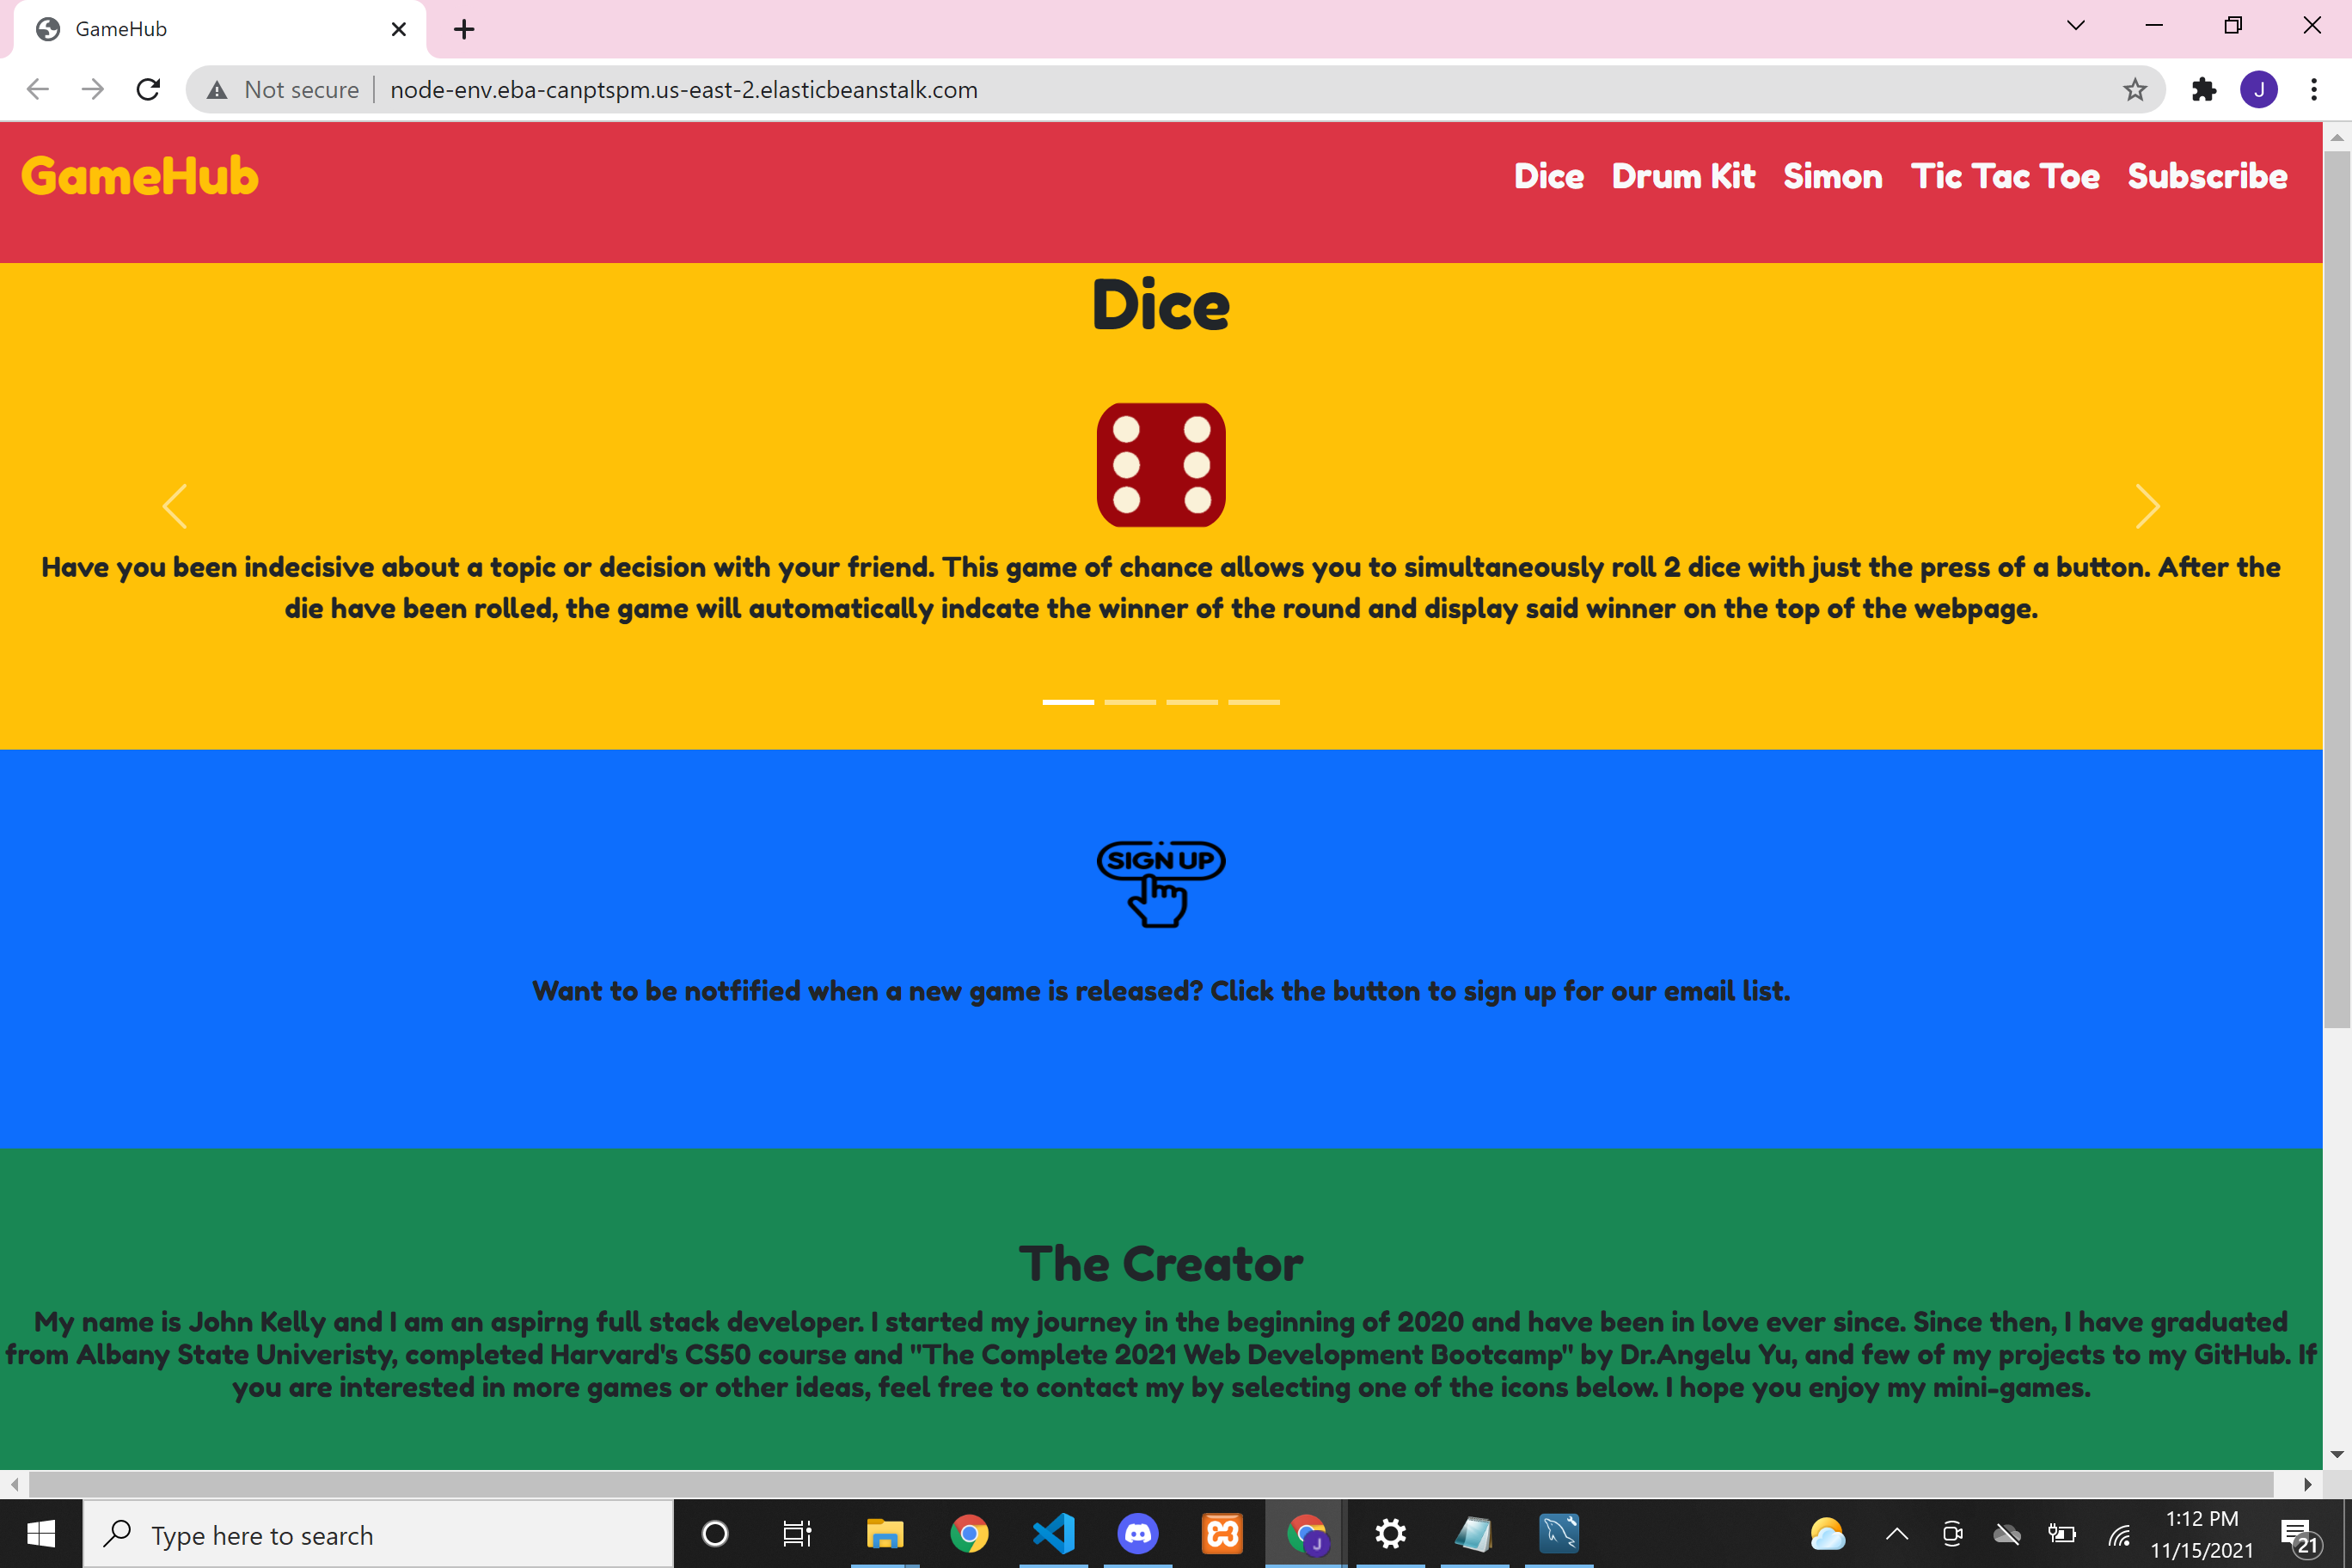 GameHub
Not secure
node-env.eba-canptspm.us-east-2.elasticbeanstalk.com
J
GameHub
Dice Drum Kit Simon Tic Tac Toe Subscribe
Dice
Have you been indecisive about a topic or decision with your friend. This game of chance allows you to simultaneously roll 2 dice with just the press of a button. After the
die have been rolled, the game will automatically indcate the winner of the round and display said winner on the top of the webpage.
SIGN UP
Want to be notfified when a new game is released? Click the button to sign up for our email list.
The Creator
My name is John Kelly and I am an aspirng full stack developer. I started my journey in the beginning of 2020 and have been in love ever since. Since then, I have graduated
from Albany State Univeristy, completed Harvard's CS50 course and "The Complete 2021 Web Development Bootcamp" by Dr.Angelu Yu, and few of my projects to my GitHub. If
you are interested in more games or other ideas, feel free to contact my by selecting one of the icons below. I hope you enjoy my mini-games.
Type here to search
J
1:12 PM
11/15/2021
21